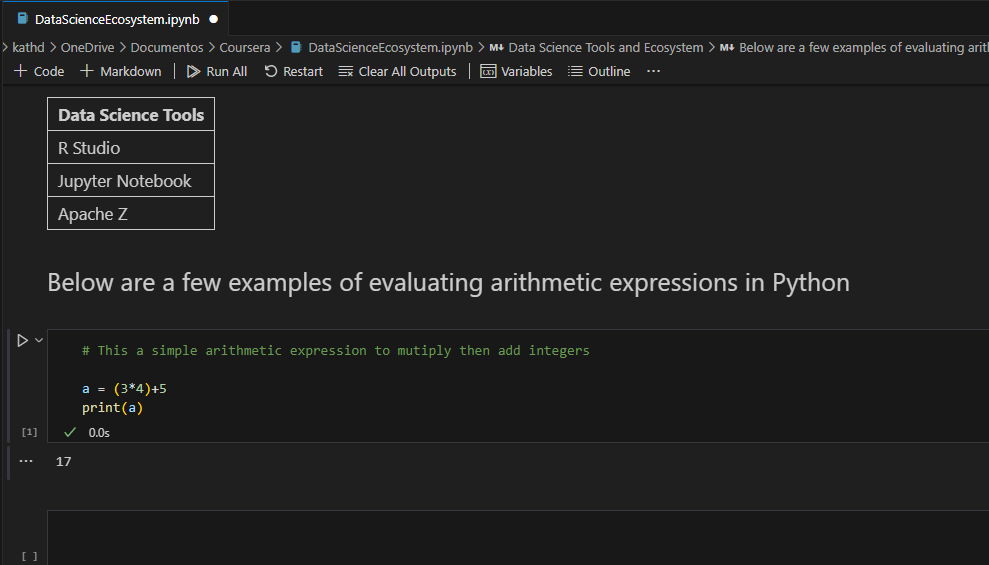 DataScienceEcosystem.ipynb
kathd > OneDrive > Documentos > Coursera > DataScienceEcosystem.ipynb > M↓ Data Science Tools and Ecosystem > M↓ Below are a few examples of evaluating arit
+ Code + Markdown | Run All Restart Clear All Outputs | Variables Outline ...
Data Science Tools
R Studio
Jupyter Notebook
Apache Z
Below are a few examples of evaluating arithmetic expressions in Python
# This a simple arithmetic expression to mutiply then add integers
a = (3*4)+5
print(a)
[1] ✓ 0.0s
... 17
[ ]